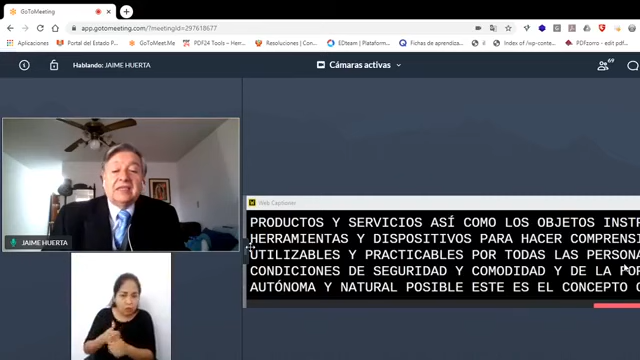 GoToMeeting
app.gotomeeting.com/?meetingId=297618677
Aplicaciones
Portal del Estado P...
GoToMeet.Me
PDF24 Tools – Herr...
Resoluciones | Con...
EDteam | Plataform...
Fichas de aprendizaj...
Index of /wp-conte...
PDFzorro - edit pdf...
Hablando: JAIME HUERTA
Cámaras activas
69
JAIME HUERTA
Web Captioner
PRODUCTOS Y SERVICIOS ASÍ COMO LOS OBJETOS INSTR
HERRAMIENTAS Y DISPOSITIVOS PARA HACER COMPRENSI
UTILIZABLES Y PRACTICABLES POR TODAS LAS PERSONA
CONDICIONES DE SEGURIDAD Y COMODIDAD Y DE LA FOR
AUTÓNOMA Y NATURAL POSIBLE ESTE ES EL CONCEPTO